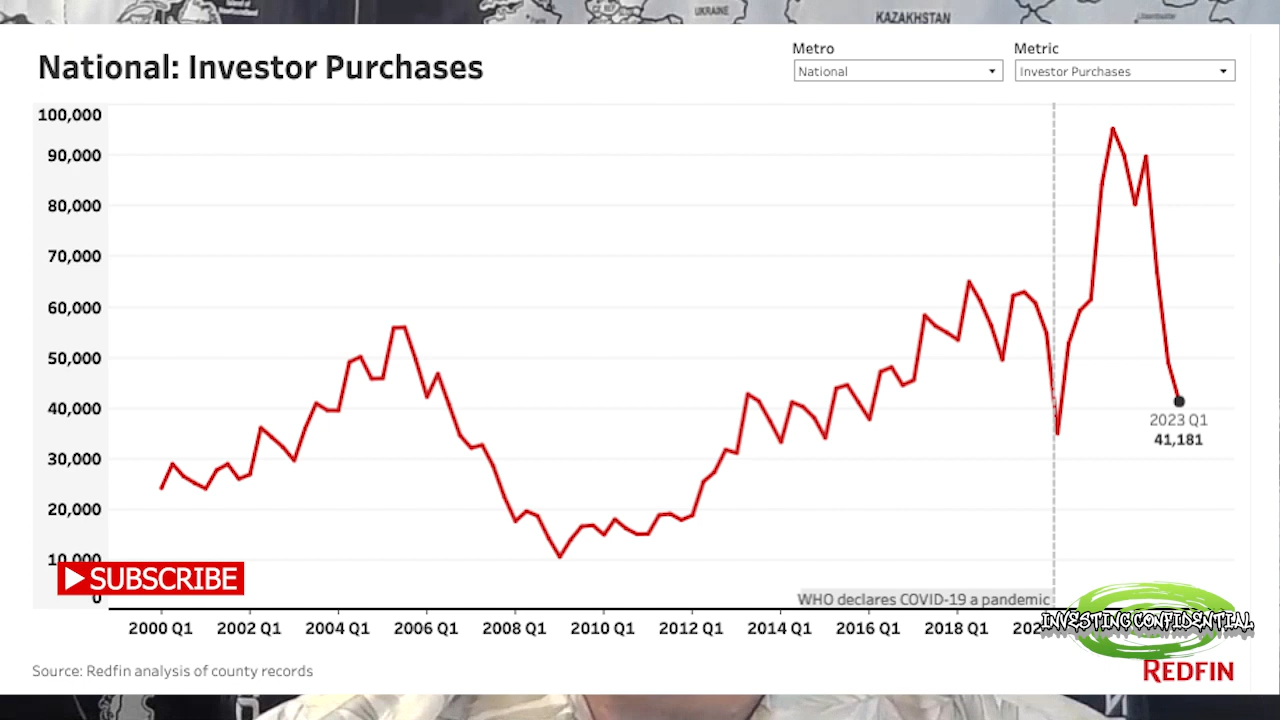 UKRAINE
KAZAKHSTAN
National: Investor Purchases
Metro
Metric
National
Investor Purchases
100,000
90,000
80,000
70,000
60,000
50,000
40,000
30,000
20,000
10,000
0
2023 Q1
41,181
SUBSCRIBE
WHO declares COVID-19 a pandemic
2000 Q1
2002 Q1
2004 Q1
2006 Q1
2008 Q1
2010 Q1
2012 Q1
2014 Q1
2016 Q1
2018 Q1
INVESTING CONFIDENTIAL
Source: Redfin analysis of county records
REDFIN